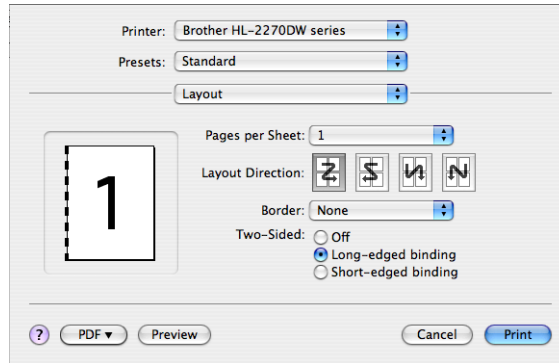 Printer: Brother HL-2270DW series
Presets: Standard
Layout
Pages per Sheet: 1
1
Layout Direction:
Border: None
Two-Sided: Off
Long-edged binding
Short-edged binding
? PDF ▼ Preview Cancel Print